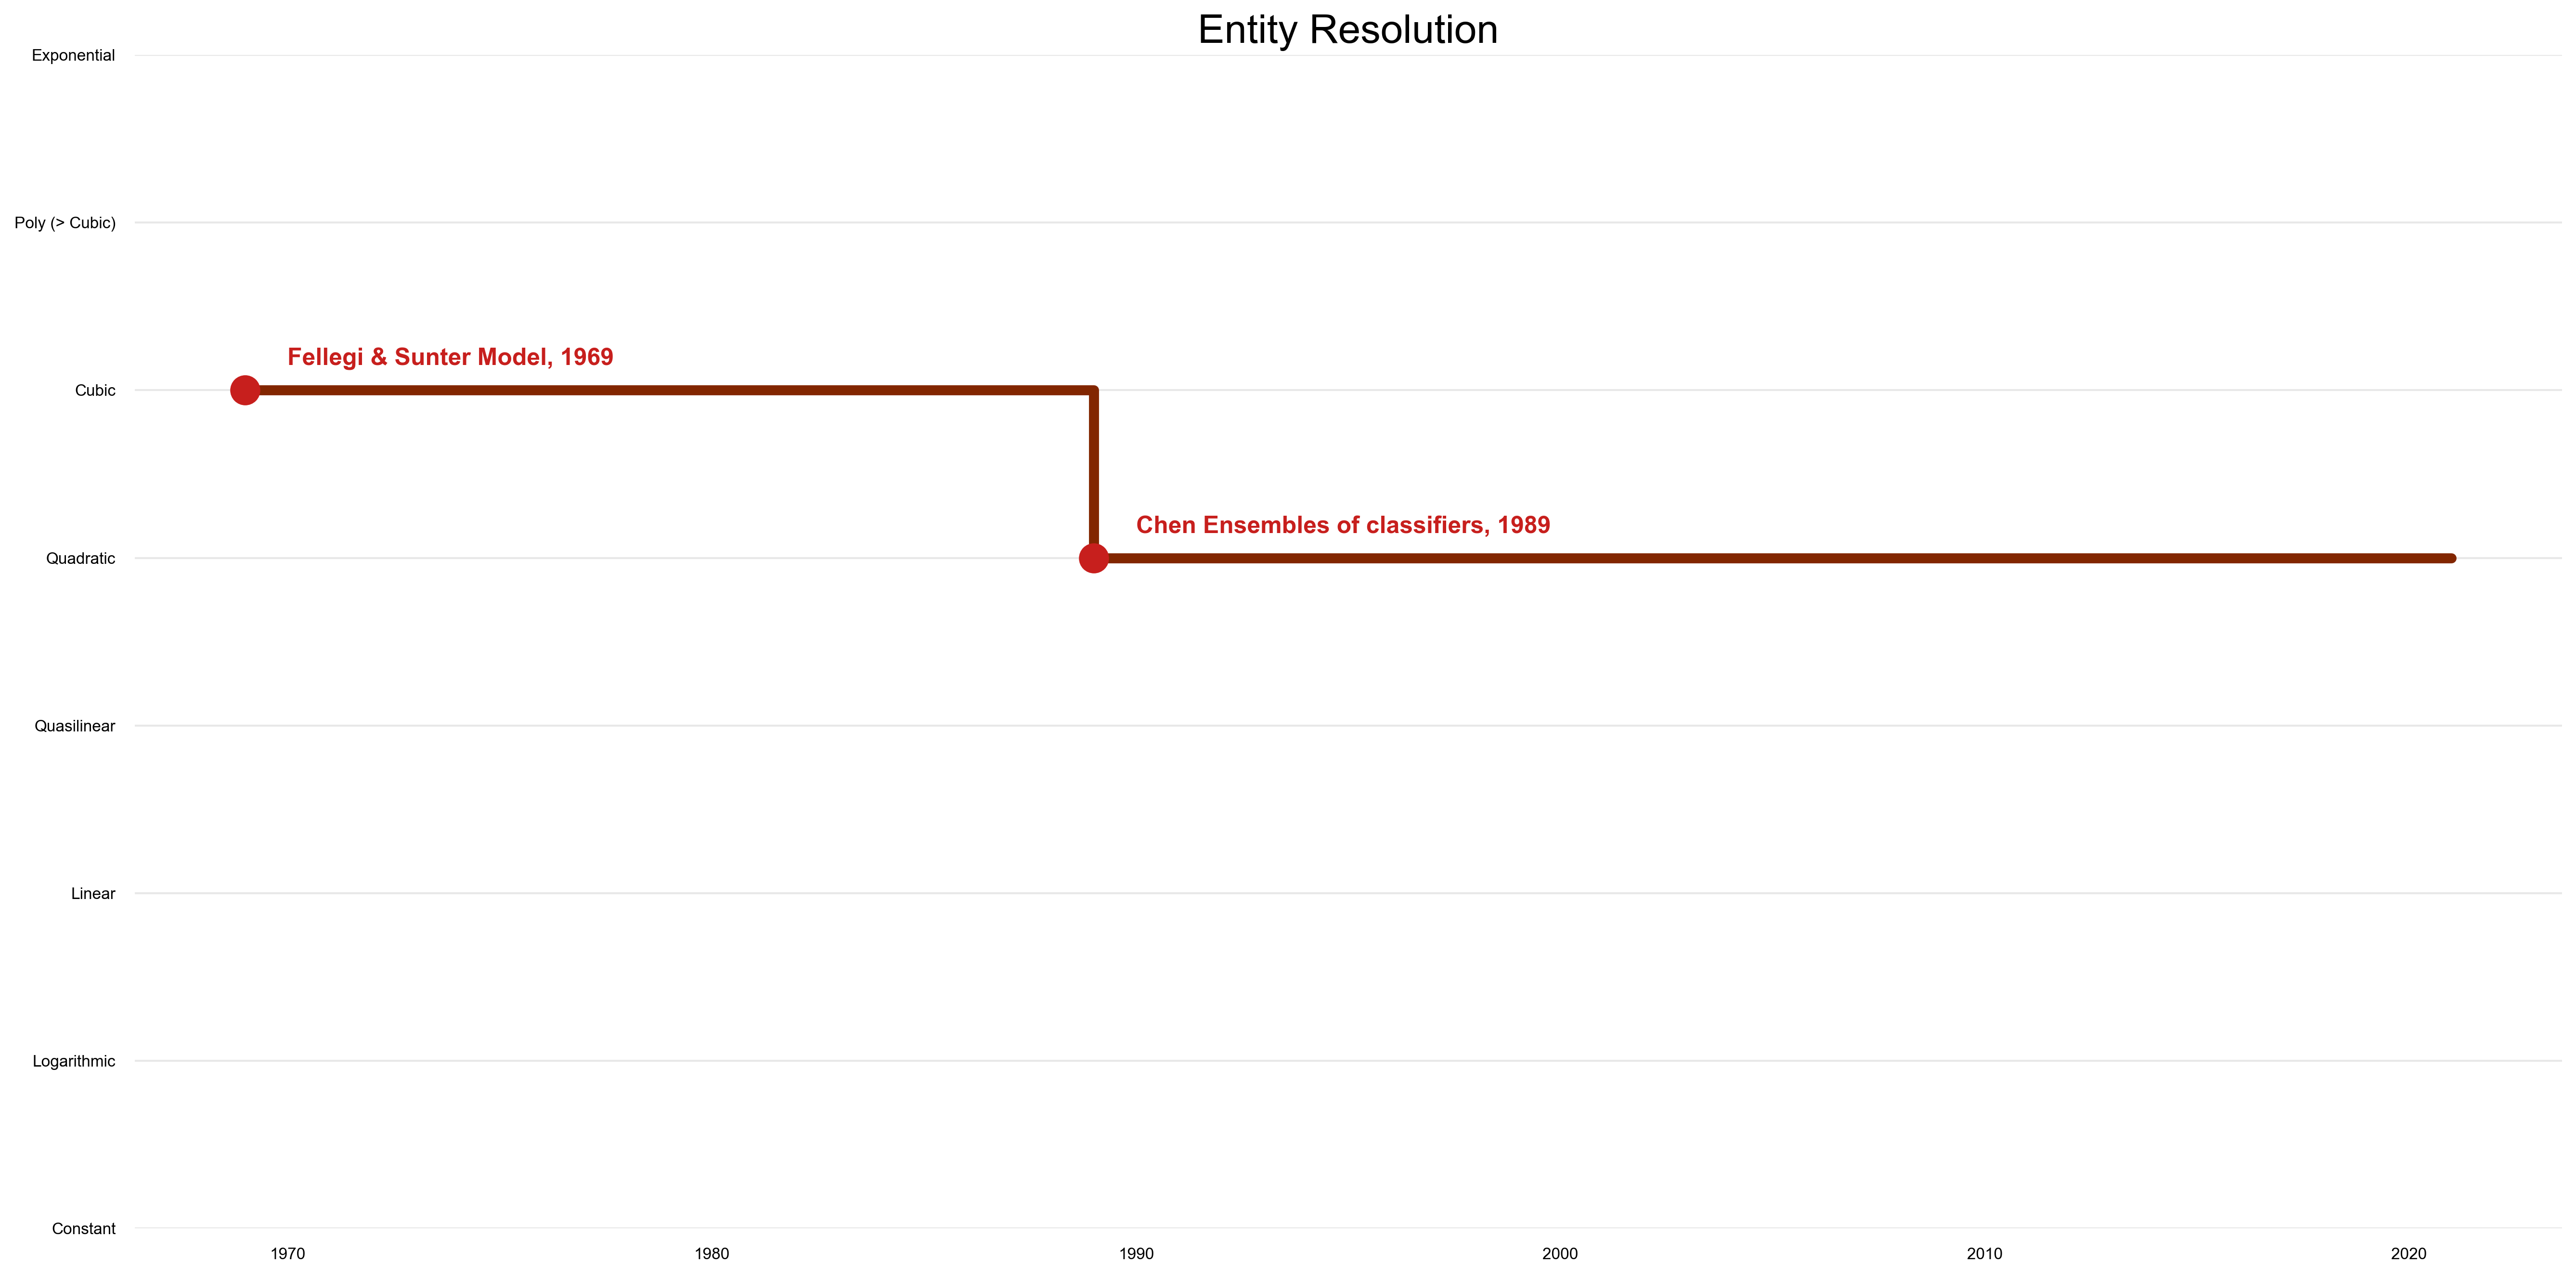 Entity Resolution
Exponential
Poly (> Cubic)
Fellegi & Sunter Model, 1969
Cubic
Chen Ensembles of classifiers, 1989
Quadratic
Quasilinear
Linear
Logarithmic
Constant
1970 1980 1990 2000 2010 2020